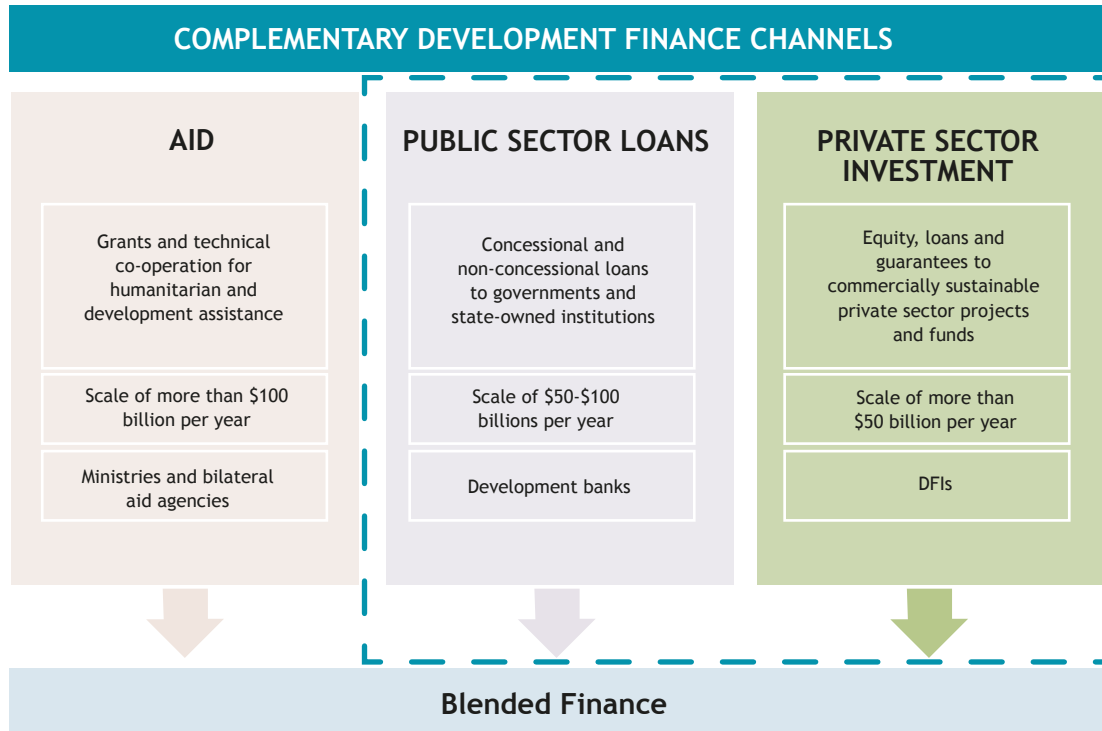 COMPLEMENTARY DEVELOPMENT FINANCE CHANNELS
AID
Grants and technical
co-operation for
humanitarian and
development assistance
Scale of more than $100
billion per year
Ministries and bilateral
aid agencies
PUBLIC SECTOR LOANS
Concessional and
non-concessional loans
to governments and
state-owned institutions
Scale of $50-$100
billions per year
Development banks
PRIVATE SECTOR
INVESTMENT
Equity, loans and
guarantees to
commercially sustainable
private sector projects
and funds
Scale of more than
$50 billion per year
DFIs
Blended Finance